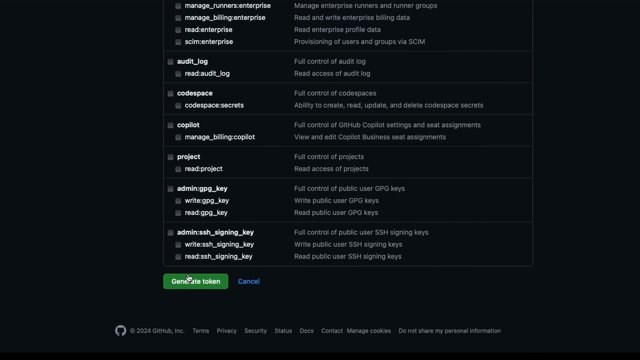 manage_runners:enterprise Manage enterprise runners and runner groups
manage_billing:enterprise Read and write enterprise billing data
read:enterprise Read enterprise profile data
scim:enterprise Provisioning of users and groups via SCIM
audit_log Full control of audit log
read:audit_log Read access of audit log
codespace Full control of codespaces
codespace:secrets Ability to create, read, update, and delete codespace secrets
copilot Full control of GitHub Copilot settings and seat assignments
manage_billing:copilot View and edit Copilot Business seat assignments
project Full control of projects
read:project Read access of projects
admin:gpg_key Full control of public user GPG keys
write:gpg_key Write public user GPG keys
read:gpg_key Read public user GPG keys
admin:ssh_signing_key Full control of public user SSH signing keys
write:ssh_signing_key Write public user SSH signing keys
read:ssh_signing_key Read public user SSH signing keys
Generate token Cancel
© 2024 GitHub, Inc. Terms Privacy Security Status Docs Contact Manage cookies Do not share my personal information